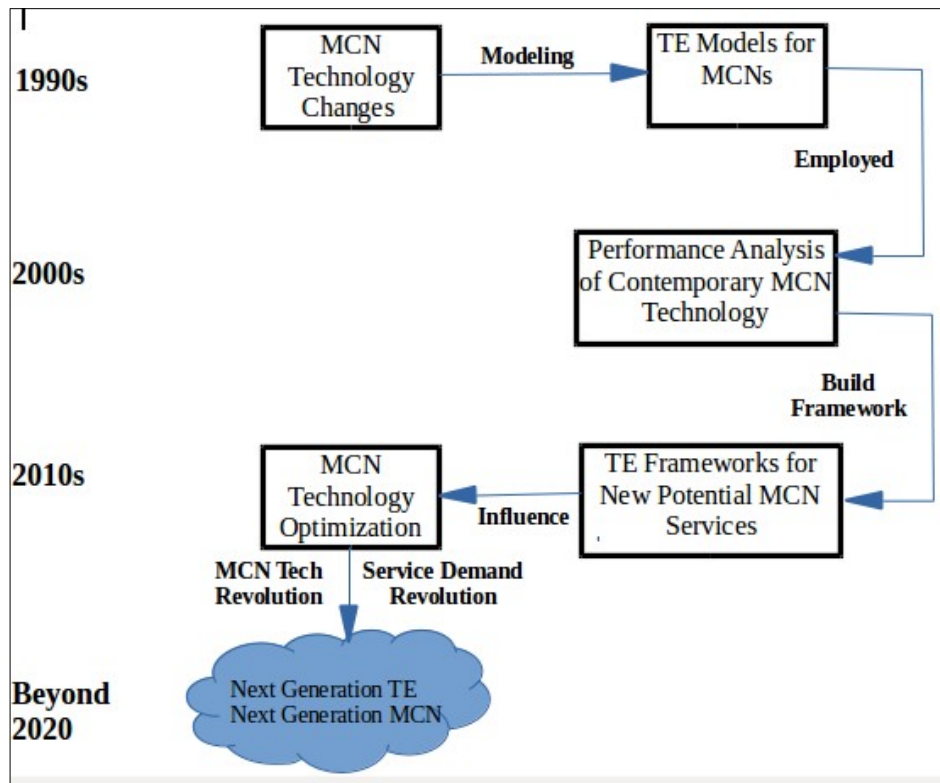 1990s
MCN
Technology
Changes
Modeling
TE Models for
MCNs
Employed
2000s
Performance Analysis
of Contemporary MCN
Technology
Build
Framework
2010s
MCN
Technology
Optimization
Influence
TE Frameworks for
New Potential MCN
Services
MCN Tech
Revolution
Service Demand
Revolution
Beyond
2020
Next Generation TE
Next Generation MCN